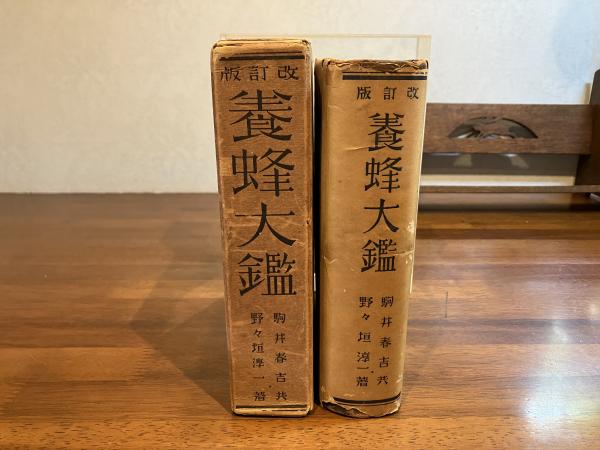 版訂改
養蜂大鑑
駒井春吉共
野々垣淳一著
版訂改
養蜂大鑑
駒井春吉共
野々垣淳一著